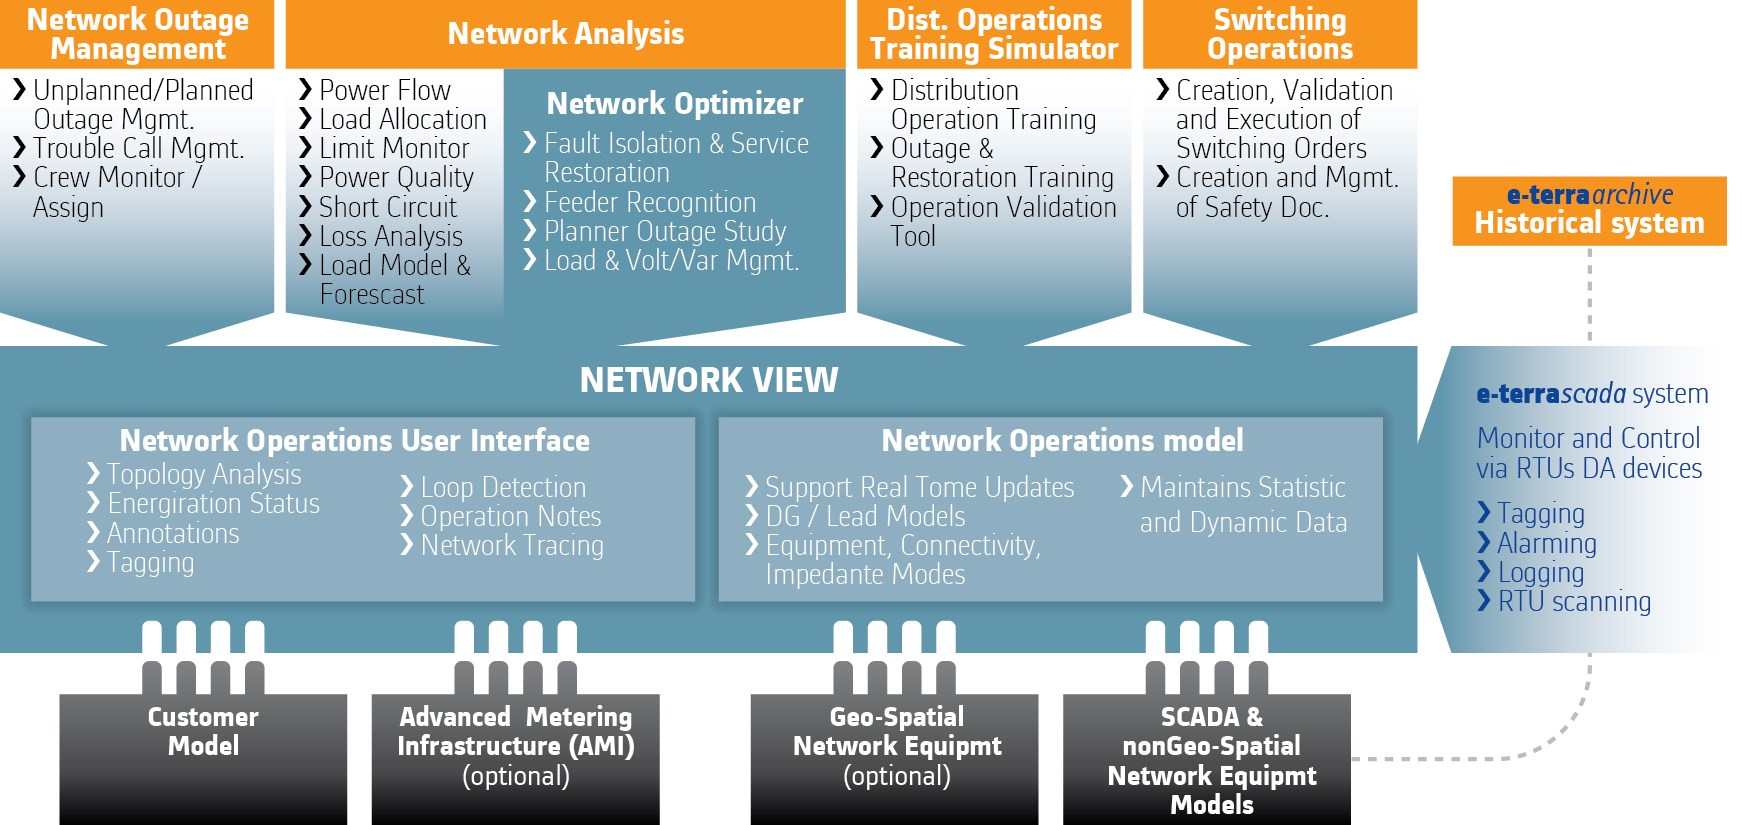 Network Outage
Management
❯ Unplanned/Planned
Outage Mgmt.
❯ Trouble Call Mgmt.
❯ Crew Monitor /
Assign
Network Analysis
❯ Power Flow
❯ Load Allocation
❯ Limit Monitor
❯ Power Quality
❯ Short Circuit
❯ Loss Analysis
❯ Load Model &
Forescast
Network Optimizer
❯ Fault Isolation & Service
Restoration
❯ Feeder Recognition
❯ Planner Outage Study
❯ Load & Volt/Var Mgmt.
Dist. Operations
Training Simulator
❯ Distribution
Operation Training
❯ Outage &
Restoration Training
❯ Operation Validation
Tool
Switching
Operations
❯ Creation, Validation
and Execution of
Switching Orders
❯ Creation and Mgmt.
of Safety Doc.
e-terraarchive
Historical system
NETWORK VIEW
Network Operations User Interface
❯ Topology Analysis
❯ Energiration Status
❯ Annotations
❯ Tagging
❯ Loop Detection
❯ Operation Notes
❯ Network Tracing
Network Operations model
❯ Support Real Tome Updates
❯ DG / Lead Models
❯ Equipment, Connectivity,
Impedante Modes
❯ Maintains Statistic
and Dynamic Data
e-terrascada system
Monitor and Control
via RTUs DA devices
❯ Tagging
❯ Alarming
❯ Logging
❯ RTU scanning
Customer
Model
Advanced Metering
Infrastructure (AMI)
(optional)
Geo-Spatial
Network Equipmt
(optional)
SCADA &
nonGeo-Spatial
Network Equipmt
Models